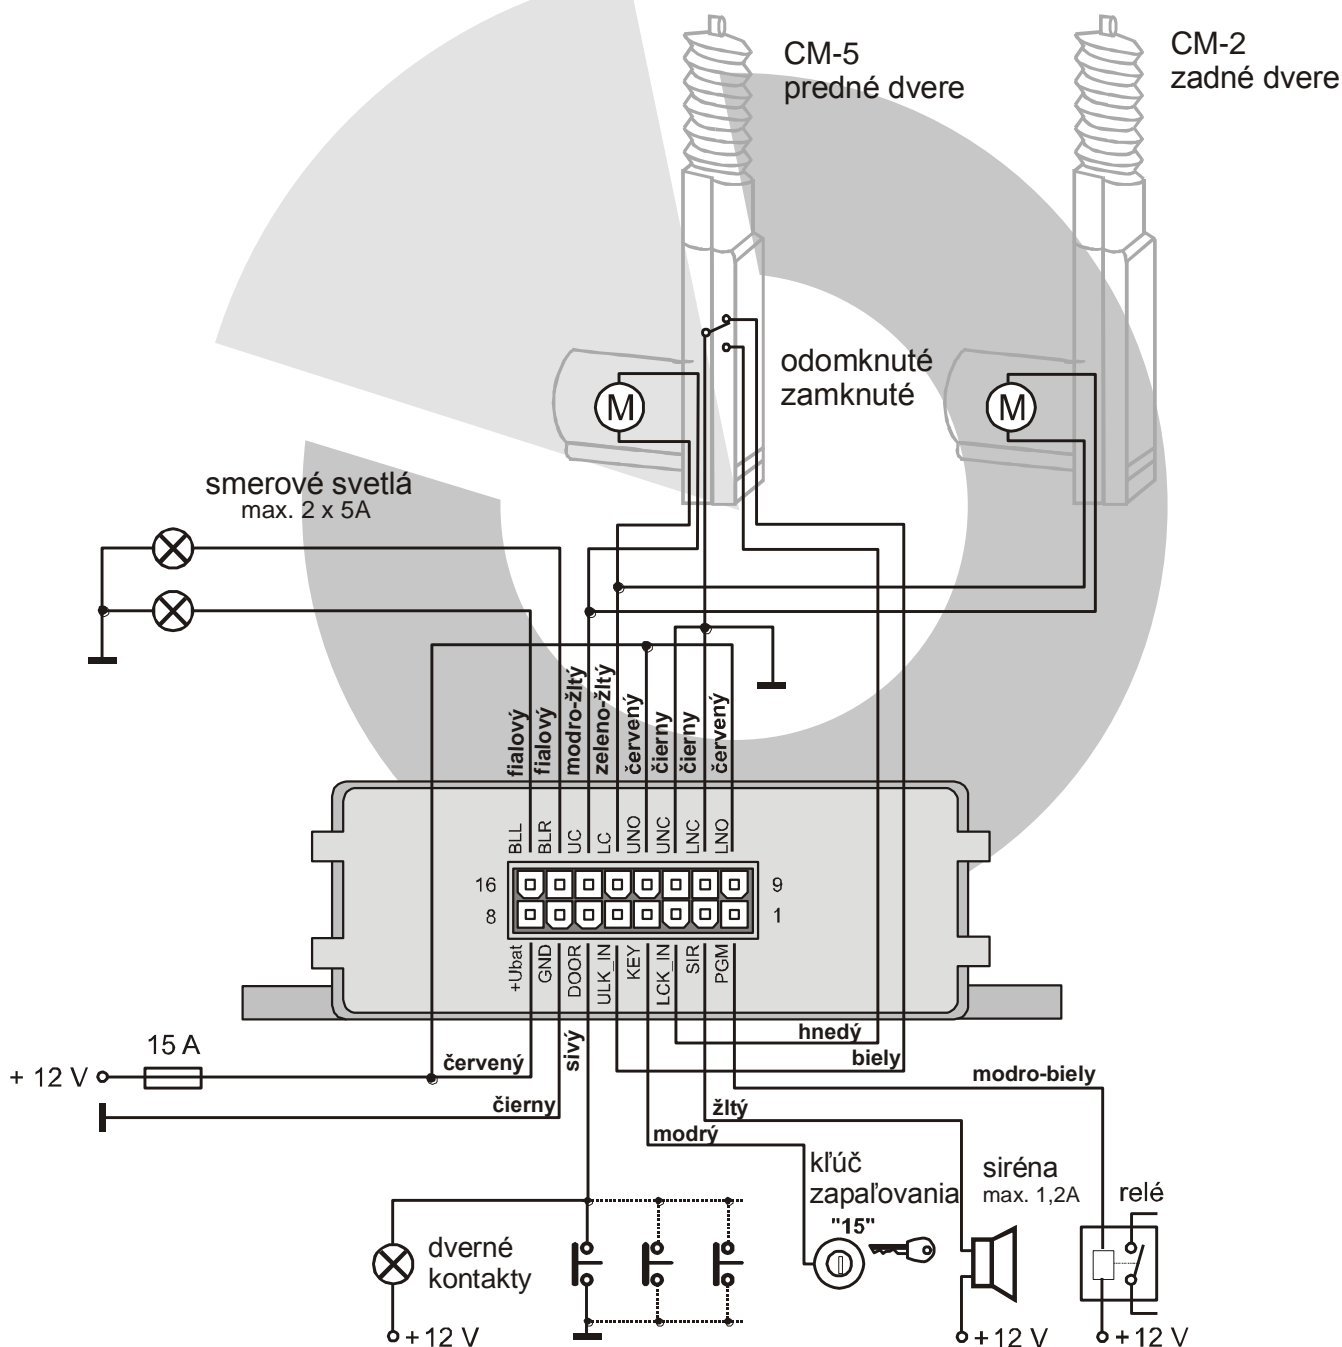 CM-5
predné dvere
CM-2
zadné dvere
odomknuté
zamknuté
M
M
smerové svetlá
max. 2 x 5A
fialový
fialový
modro-žltý
zeleno-žltý
červený
čierny
čierny
červený
BLL
BLR
UC
LC
UNO
UNC
LNC
LNO
16
9
8
1
+Ubat
GND
DOOR
ULK_IN
KEY
LCK_IN
SIR
PGM
15 A
+ 12 V
červený
čierny
sivý
hnedý
biely
modro-biely
žltý
modrý
kľúč
zapaľovania
"15"
siréna
max. 1,2A
relé
dverné
kontakty
+12 V
+12 V
+12 V